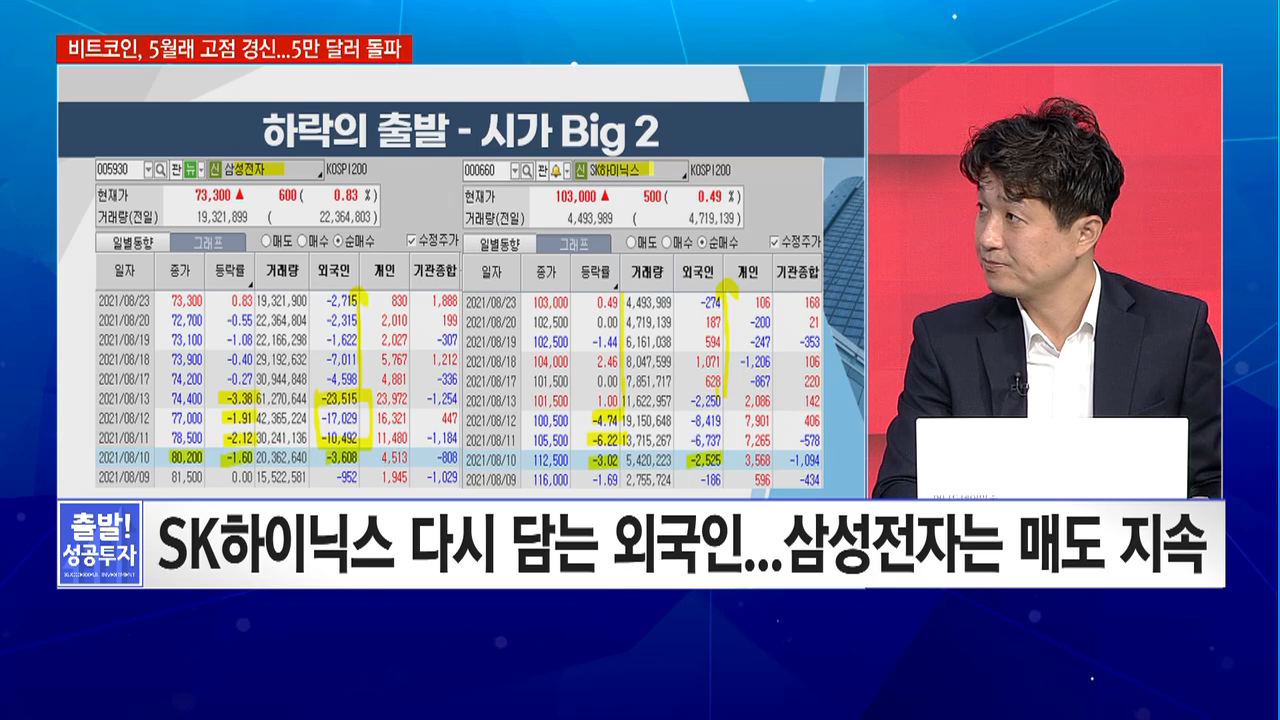 비트코인, 5월래 고점 경신...5만 달러 돌파
하락의 출발 - 시가 Big 2
005930 관 뉴 신 삼성전자 KOSPI200
현재가 73,300 ▲ 600 ( 0.83 % )
거래량(전일) 19,321,899 ( 22,364,803 )
일별동향 그래프 매도 매수 순매수 수정주가
일자 종가 등락률 거래량 외국인 개인 기관종합
2021/08/23 73,300 0.83 19,321,900 -2,715 830 1,888
2021/08/20 72,700 -0.55 22,364,804 -2,315 2,010 199
2021/08/19 73,100 -1.08 22,166,298 -1,622 2,027 -307
2021/08/18 73,900 -0.40 29,192,632 -7,011 5,767 1,212
2021/08/17 74,200 -0.27 30,944,848 -4,598 4,881 -336
2021/08/13 74,400 -3.38 61,270,644 -23,515 23,972 -1,254
2021/08/12 77,000 -1.91 42,365,224 -17,029 16,321 447
2021/08/11 78,500 -2.12 30,241,136 -10,492 11,480 -1,184
2021/08/10 80,200 -1.60 20,362,640 -3,608 4,513 -808
2021/08/09 81,500 0.00 15,522,581 -952 1,945 -1,029
000660 관 신 SK하이닉스 KOSPI200
현재가 103,000 ▲ 500 ( 0.49 % )
거래량(전일) 4,493,989 ( 4,719,139 )
일별동향 그래프 매도 매수 순매수 수정주가
일자 종가 등락률 거래량 외국인 개인 기관종합
2021/08/23 103,000 0.49 4,493,989 -274 106 168
2021/08/20 102,500 0.00 4,719,139 187 -200 21
2021/08/19 102,500 -1.44 6,161,038 594 -247 -353
2021/08/18 104,000 2.46 8,047,599 1,071 -1,206 106
2021/08/17 101,500 0.00 7,851,717 628 -867 220
2021/08/13 101,500 1.00 11,622,957 -2,250 2,086 142
2021/08/12 100,500 -4.74 19,150,648 -8,419 7,901 406
2021/08/11 105,500 -6.22 13,715,267 -6,737 7,265 -578
2021/08/10 112,500 -3.02 5,420,223 -2,525 3,568 -1,094
2021/08/09 116,000 -1.69 2,755,724 -186 596 -434
출발!
성공투자
SK하이닉스 다시 담는 외국인...삼성전자는 매도 지속